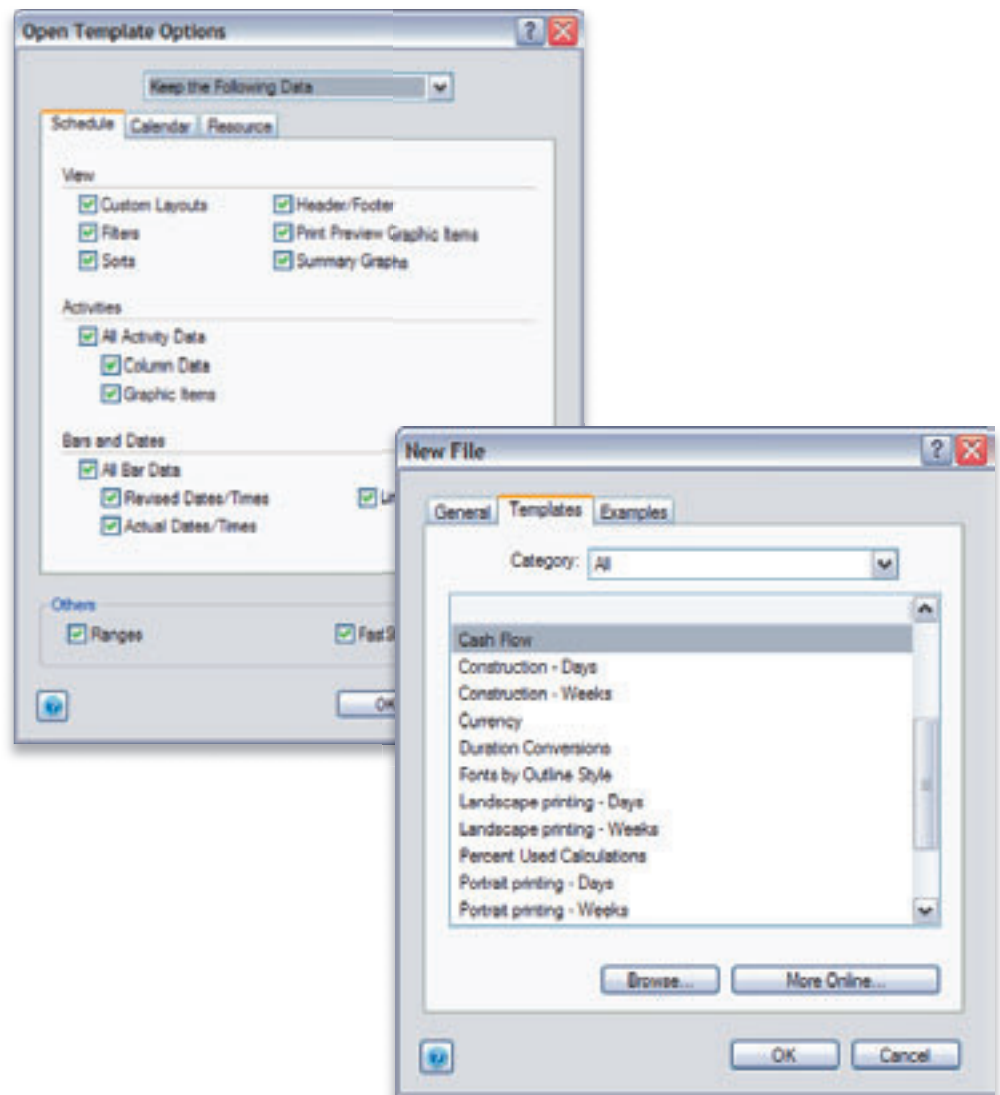 Open Template Options
Keep the Following Data
Schedule Calendar Resource
View
Custom Layouts Header/Footer
Filters Print Preview Graphic Items
Sorts Summary Graphs
Activities
All Activity Data
Column Data
Graphic Items
Bars and Dates
All Bar Data
Revised Dates/Times
Actual Dates/Times
Others
Ranges
OK
New File
General Templates Examples
Category: All
Cash Flow
Construction - Days
Construction - Weeks
Currency
Duration Conversions
Fonts by Outline Style
Landscape printing - Days
Landscape printing - Weeks
Percent Used Calculations
Portrait printing - Days
Portrait printing - Weeks
Browse... More Online...
OK Cancel